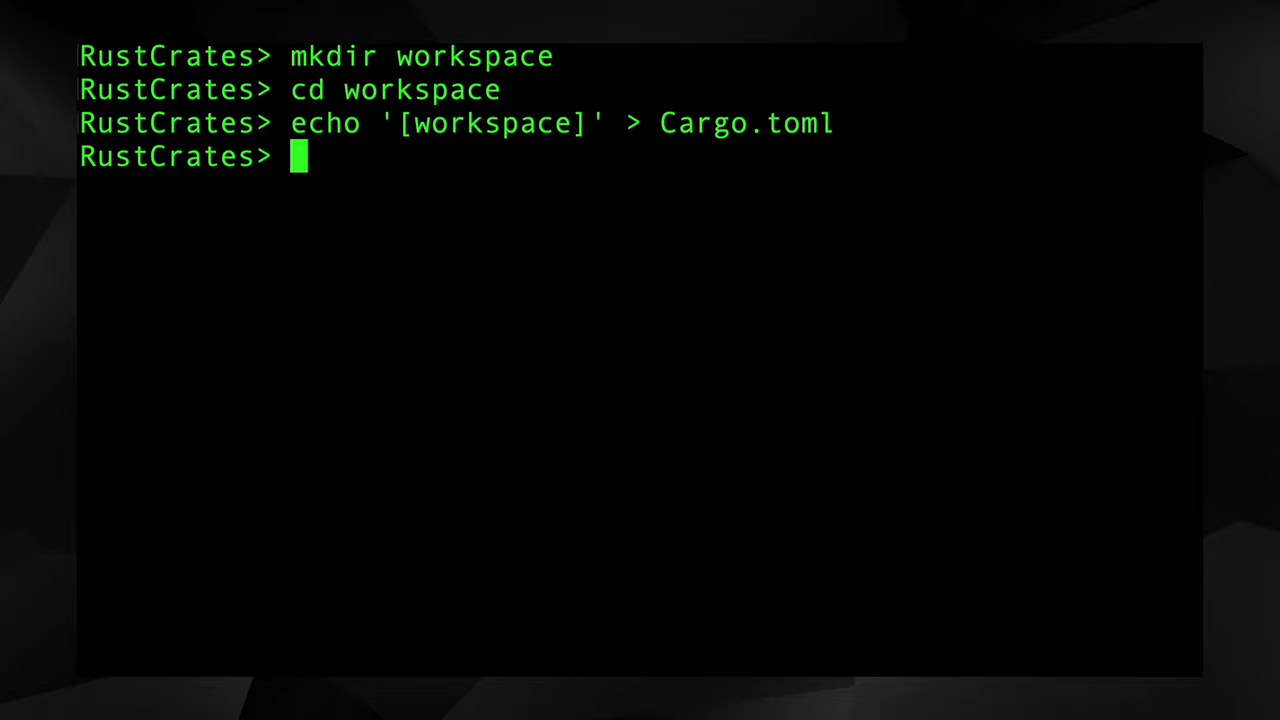 RustCrates> mkdir workspace
RustCrates> cd workspace
RustCrates> echo '[workspace]' > Cargo.toml
RustCrates>